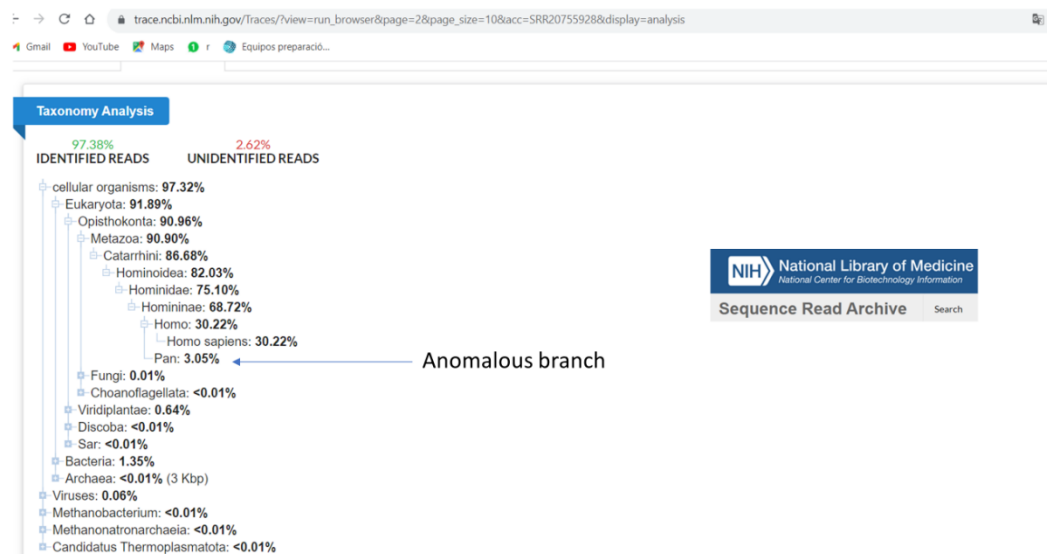 trace.ncbi.nlm.nih.gov/Traces/?view=run_browser&page=2&page_size=10&acc=SRR20755928&display=analysis
Gmail YouTube Maps r Equipos preparació...
Taxonomy Analysis
97.38% 2.62%
IDENTIFIED READS UNIDENTIFIED READS
cellular organisms: 97.32%
Eukaryota: 91.89%
Opisthokonta: 90.96%
Metazoa: 90.90%
Catarrhini: 86.68%
Hominoidea: 82.03%
Hominidae: 75.10%
Homininae: 68.72%
Homo: 30.22%
Homo sapiens: 30.22%
Pan: 3.05%
Anomalous branch
Fungi: 0.01%
Choanoflagellata: <0.01%
Viridiplantae: 0.64%
Discoba: <0.01%
Sar: <0.01%
Bacteria: 1.35%
Archaea: <0.01% (3 Kbp)
Viruses: 0.06%
Methanobacterium: <0.01%
Methanonatronarchaeia: <0.01%
Candidatus Thermoplasmatota: <0.01%
NIH National Library of Medicine
National Center for Biotechnology Information
Sequence Read Archive Search